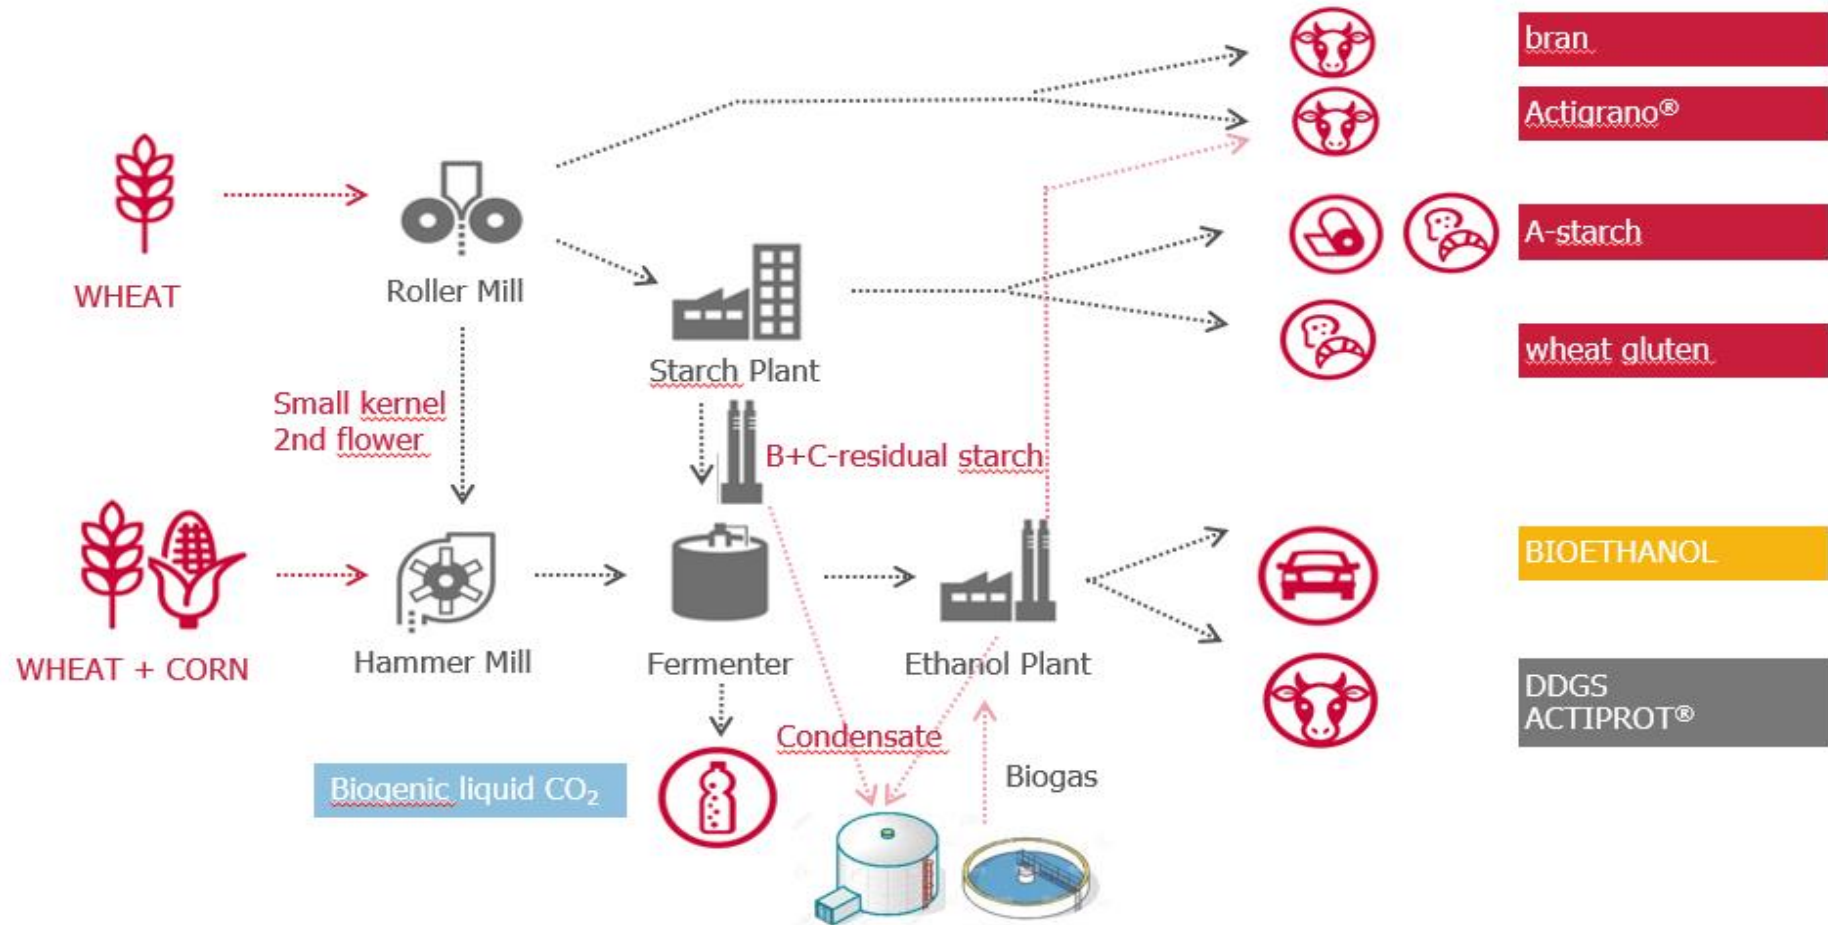 bran
Actigrano®
WHEAT
Roller Mill
A-starch
Starch Plant
wheat gluten
Small kernel
2nd flower
B+C-residual starch
WHEAT + CORN
Hammer Mill
Fermenter
Ethanol Plant
BIOETHANOL
DDGS
ACTIPROT®
Condensate
Biogas
Biogenic liquid CO₂